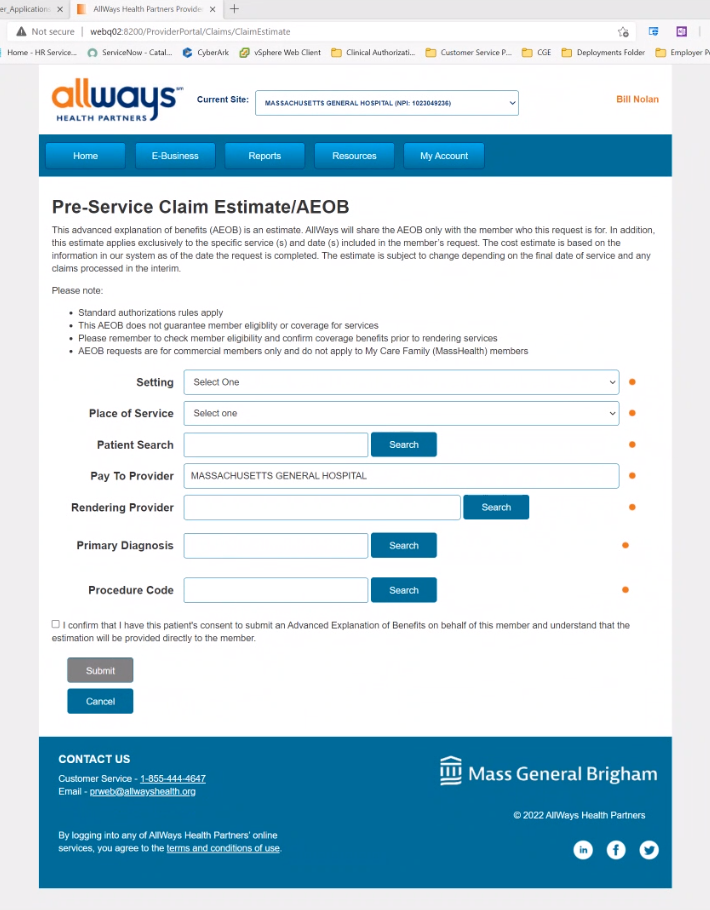 er_Application
AllWays Health Partners Provider
Not secure | webq02:8200/ProviderPortal/Claims/ClaimEstimate
Home - HR Service...
ServiceNow - Catal...
CyberArk
vSphere Web Client
Clinical Authorizati...
Customer Service P...
CGE
Deployments Folder
Employer P
allways
HEALTH PARTNERS
Current Site:
MASSACHUSETTS GENERAL HOSPITAL (NPI: 1023049236)
Bill Nolan
Home
E-Business
Reports
Resources
My Account
Pre-Service Claim Estimate/AEOB
This advanced explanation of benefits (AEOB) is an estimate. AllWays will share the AEOB only with the member who this request is for. In addition,
this estimate applies exclusively to the specific service (s) and date (s) included in the member's request. The cost estimate is based on the
information in our system as of the date the request is completed. The estimate is subject to change depending on the final date of service and any
claims processed in the interim.
Please note:
• Standard authorizations rules apply
• This AEOB does not guarantee member eligiblity or coverage for services
• Please remember to check member eligibility and confirm coverage benefits prior to rendering services
• AEOB requests are for commercial members only and do not apply to My Care Family (MassHealth) members
Setting
Select One
Place of Service
Select one
Patient Search
Search
Pay To Provider
MASSACHUSETTS GENERAL HOSPITAL
Rendering Provider
Search
Primary Diagnosis
Search
Procedure Code
Search
I confirm that I have this patient's consent to submit an Advanced Explanation of Benefits on behalf of this member and understand that the
estimation will be provided directly to the member.
Submit
Cancel
CONTACT US
Customer Service - 1-855-444-4647
Email - prweb@allwayshealth.org
Mass General Brigham
© 2022 AllWays Health Partners
By logging into any of AllWays Health Partners' online
services, you agree to the terms and conditions of use.